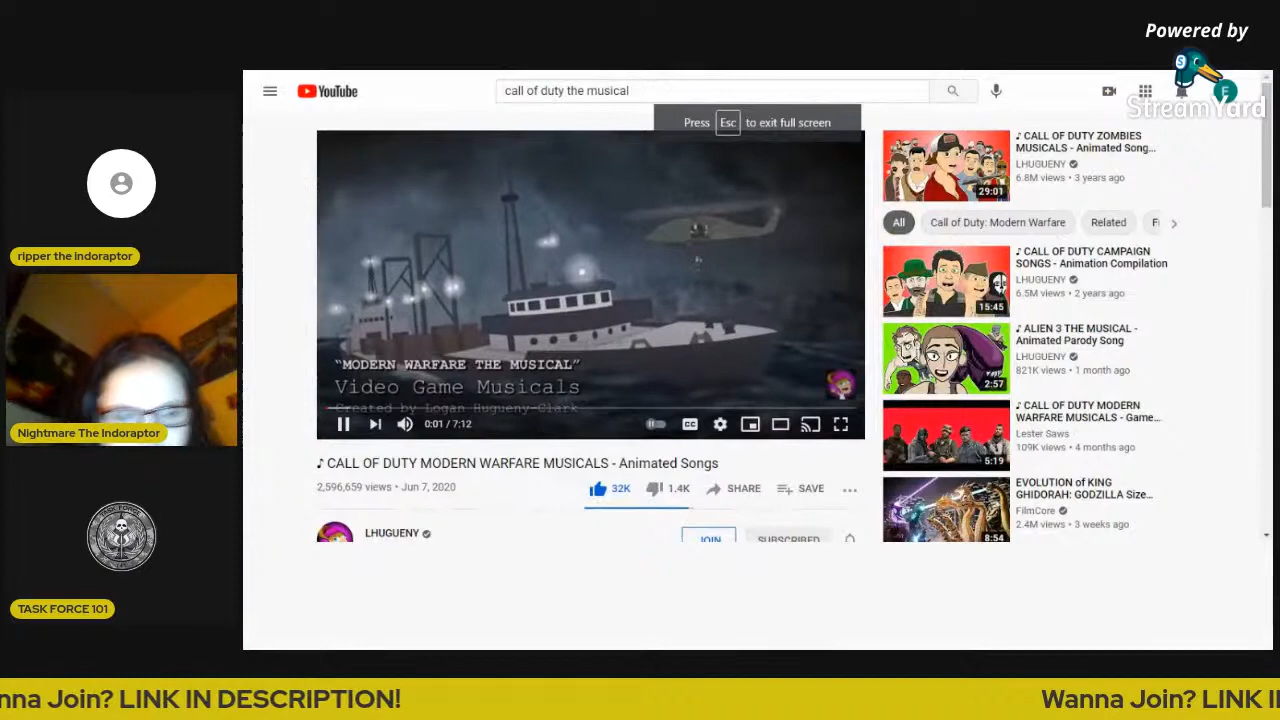 Powered by
StreamYard
YouTube
call of duty the musical
Press Esc to exit full screen
ripper the indoraptor
Nightmare The Indoraptor
TASK FORCE 101
"MODERN WARFARE THE MUSICAL"
Video Game Musicals
Created by Logan Hugueny-Clark
0:01 / 7:12
CC
♪ CALL OF DUTY MODERN WARFARE MUSICALS - Animated Songs
2,596,659 views • Jun 7, 2020
32K
1.4K
SHARE
SAVE
LHUGUENY
JOIN
SUBSCRIBED
♪ CALL OF DUTY ZOMBIES
MUSICALS - Animated Song...
LHUGUENY
6.8M views • 3 years ago
29:01
All
Call of Duty: Modern Warfare
Related
♪ CALL OF DUTY CAMPAIGN
SONGS - Animation Compilation
LHUGUENY
6.5M views • 2 years ago
15:45
♪ ALIEN 3 THE MUSICAL -
Animated Parody Song
LHUGUENY
821K views • 1 month ago
2:57
♪ CALL OF DUTY MODERN
WARFARE MUSICALS - Game...
Lester Saws
109K views • 4 months ago
5:19
EVOLUTION of KING
GHIDORAH: GODZILLA Size...
FilmCore
2.4M views • 3 weeks ago
8:54
nna Join? LINK IN DESCRIPTION!
Wanna Join? LINK I